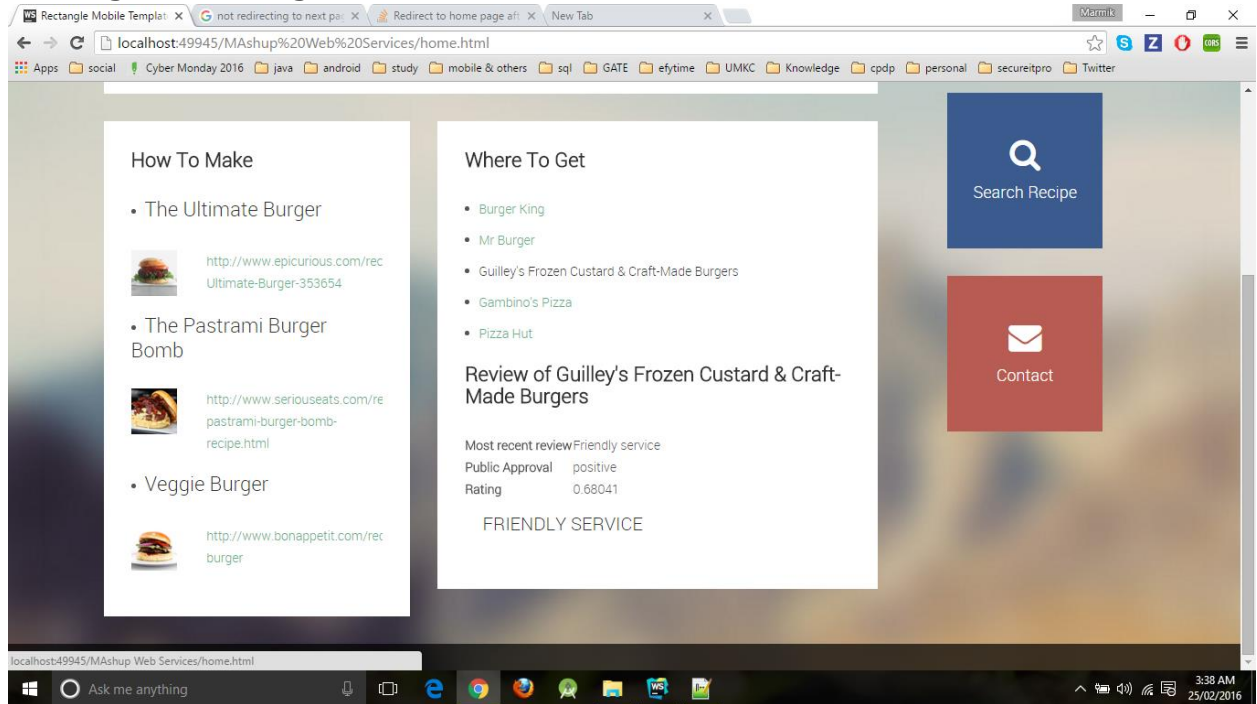 Rectangle Mobile Templat
not redirecting to next pag
Redirect to home page aft
New Tab
Marmik
localhost:49945/MAshup%20Web%20Services/home.html
CORS
Apps
social
Cyber Monday 2016
java
android
study
mobile & others
sql
GATE
efytime
UMKC
Knowledge
cpdp
personal
secureitpro
Twitter
How To Make
• The Ultimate Burger
http://www.epicurious.com/rec
Ultimate-Burger-353654
• The Pastrami Burger
Bomb
http://www.seriouseats.com/re
pastrami-burger-bomb-
recipe.html
• Veggie Burger
http://www.bonappetit.com/rec
burger
Where To Get
• Burger King
• Mr Burger
• Guilley's Frozen Custard & Craft-Made Burgers
• Gambino's Pizza
• Pizza Hut
Review of Guilley's Frozen Custard & Craft-
Made Burgers
Most recent review Friendly service
Public Approval positive
Rating 0.68041
FRIENDLY SERVICE
Search Recipe
Contact
localhost:49945/MAshup Web Services/home.html
Ask me anything
3:38 AM
25/02/2016